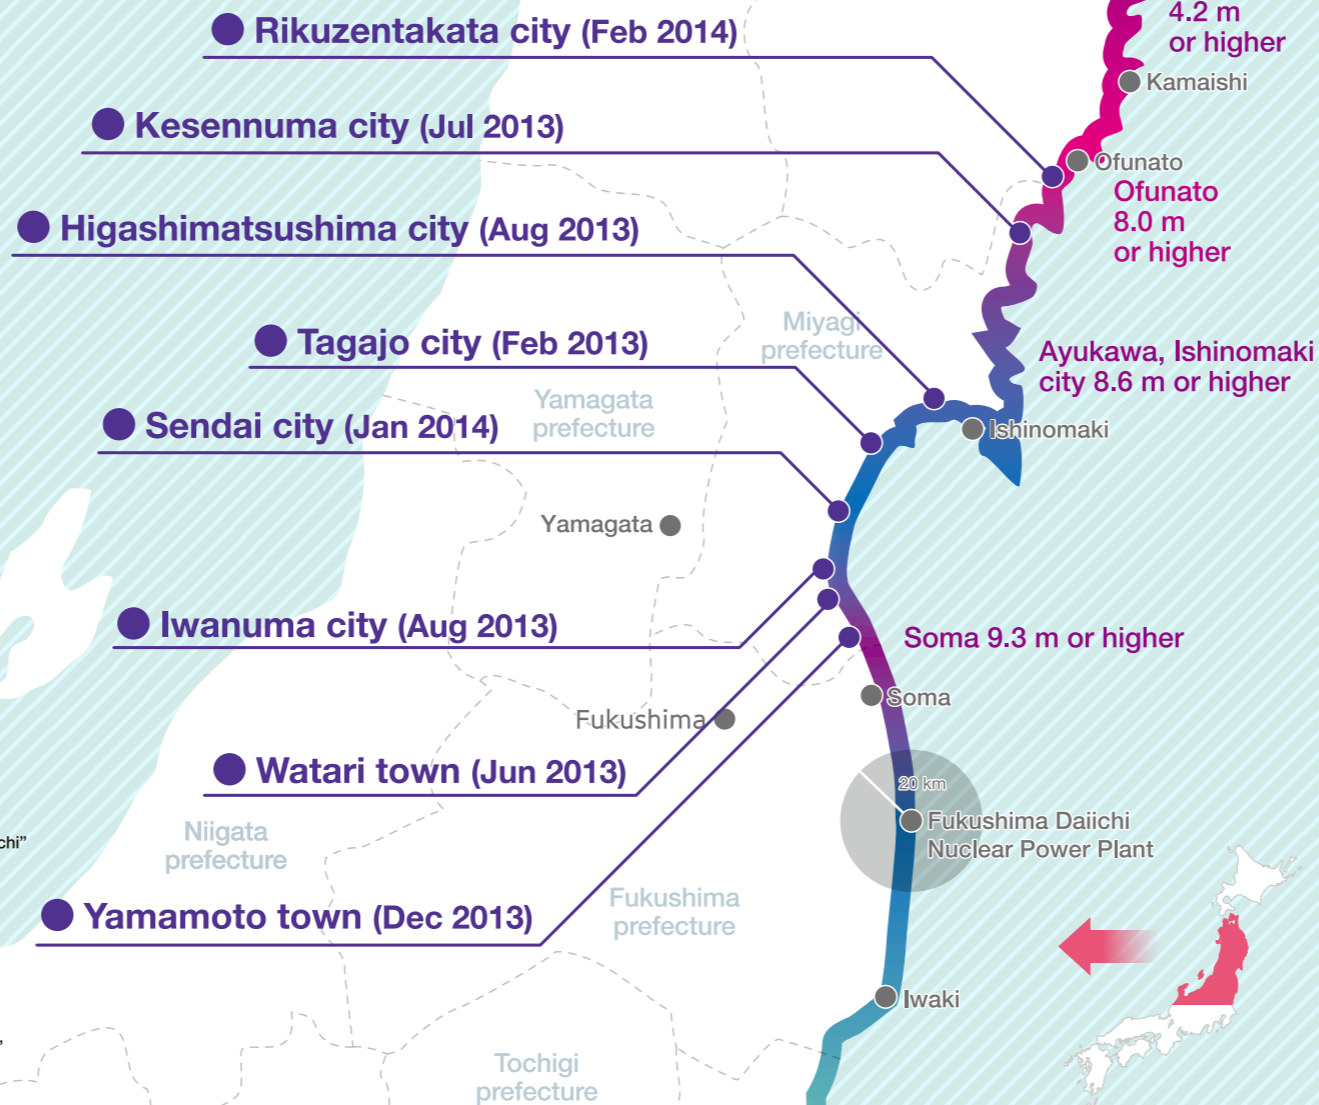 4.2 m
or higher
Rikuzentakata city (Feb 2014)
Kamaishi
Kesennuma city (Jul 2013)
Ofunato
Ofunato
8.0 m
or higher
Higashimatsushima city (Aug 2013)
Miyagi
prefecture
Tagajo city (Feb 2013)
Ayukawa, Ishinomaki
city 8.6 m or higher
Yamagata
prefecture
Sendai city (Jan 2014)
Ishinomaki
Yamagata
Iwanuma city (Aug 2013)
Soma 9.3 m or higher
Soma
Fukushima
Watari town (Jun 2013)
20 km
Fukushima Daiichi
Nuclear Power Plant
Niigata
prefecture
chi”
Fukushima
prefecture
Yamamoto town (Dec 2013)
Iwaki
Tochigi
prefecture